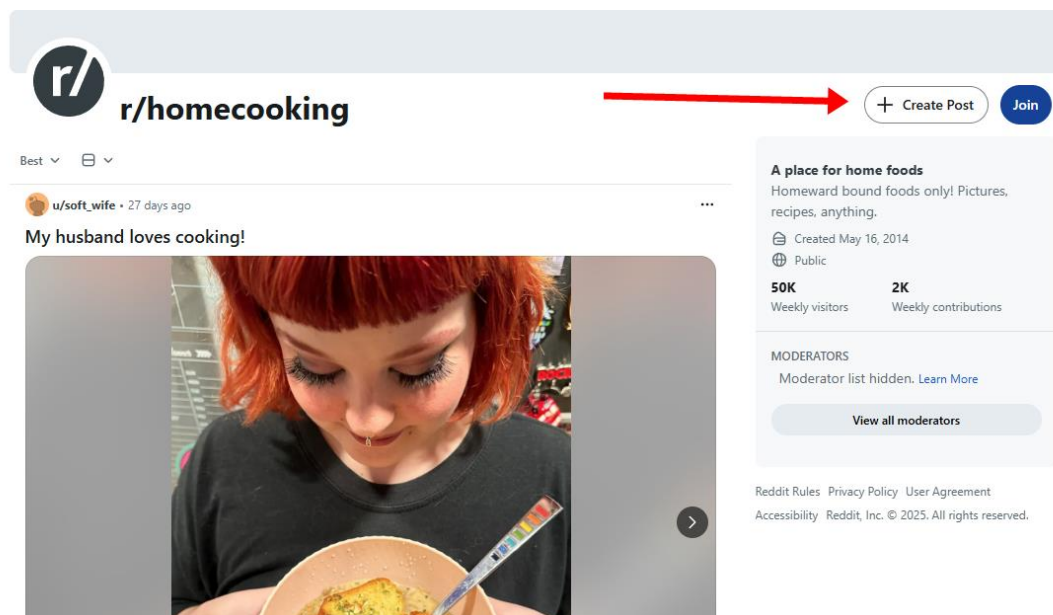 r/
r/homecooking
+ Create Post
Join
Best
u/soft_wife • 27 days ago
My husband loves cooking!
A place for home foods
Homeward bound foods only! Pictures,
recipes, anything.
Created May 16, 2014
Public
50K
2K
Weekly visitors
Weekly contributions
MODERATORS
Moderator list hidden. Learn More
View all moderators
Reddit Rules Privacy Policy User Agreement
Accessibility Reddit, Inc. © 2025. All rights reserved.